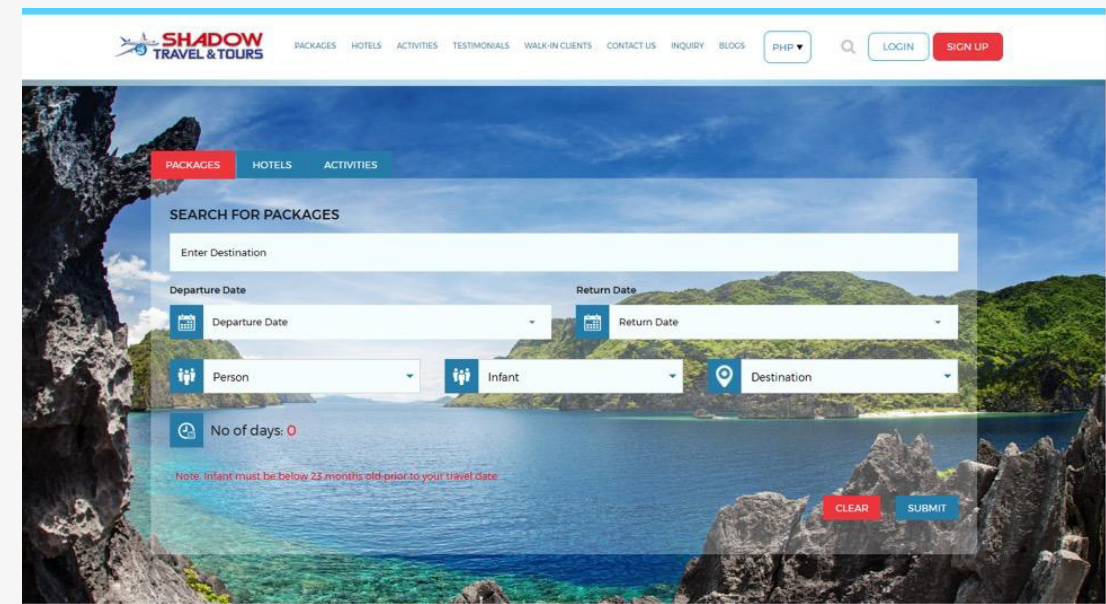 SHADOW
TRAVEL & TOURS
PACKAGES HOTELS ACTIVITIES TESTIMONIALS WALK-IN CLIENTS CONTACT US INQUIRY BLOGS PHP LOGIN SIGN UP
PACKAGES HOTELS ACTIVITIES
SEARCH FOR PACKAGES
Enter Destination
Departure Date Return Date
Departure Date Return Date
Person Infant Destination
No of days: 0
Note: Infant must be below 23 months old prior to your travel date
CLEAR SUBMIT